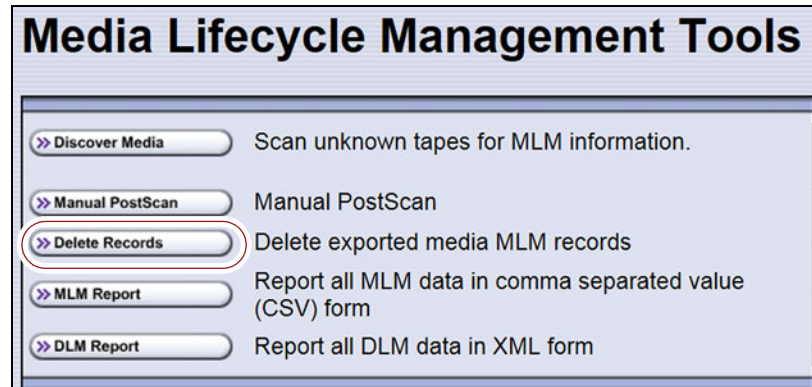 Media Lifecycle Management Tools
Discover Media Scan unknown tapes for MLM information.
Manual PostScan Manual PostScan
Delete Records Delete exported media MLM records
MLM Report Report all MLM data in comma separated value
(CSV) form
DLM Report Report all DLM data in XML form